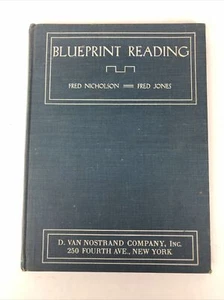 BLUEPRINT READING
FRED NICHOLSON — FRED JONES
D. VAN NOSTRAND COMPANY, INC.
250 FOURTH AVE., NEW YORK